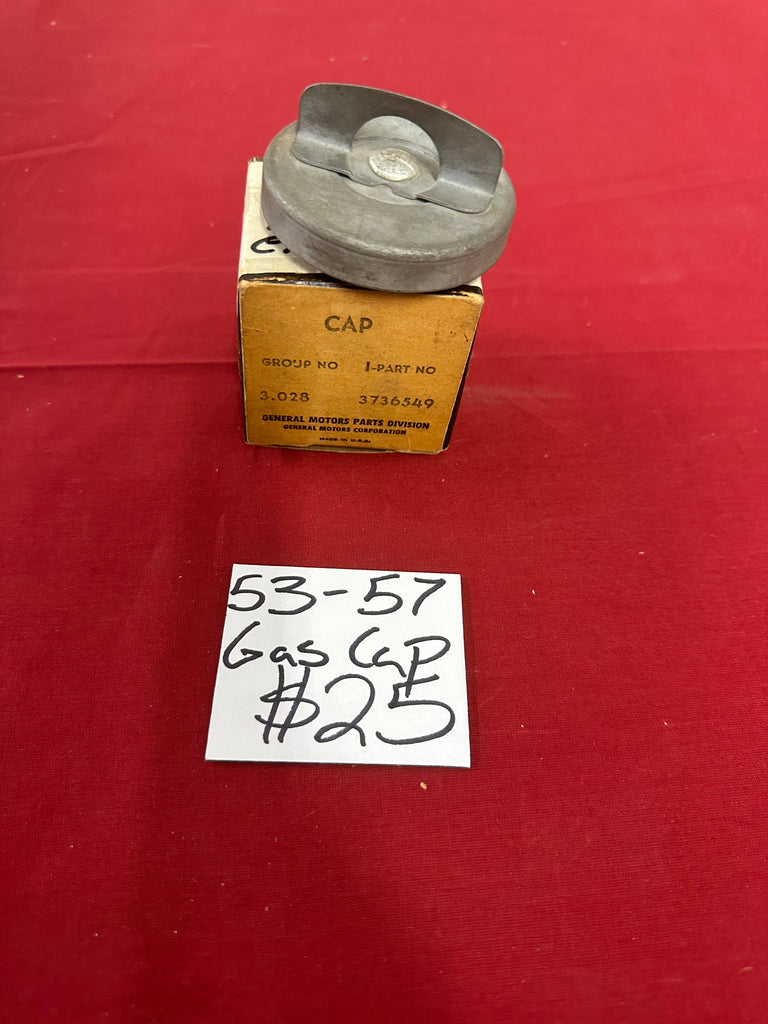 CAP
GROUP NO 1-PART NO
3.028 3736549
GENERAL MOTORS PARTS DIVISION
GENERAL MOTORS CORPORATION
MADE IN U.S.A.
53-57
Gas Cap
$25